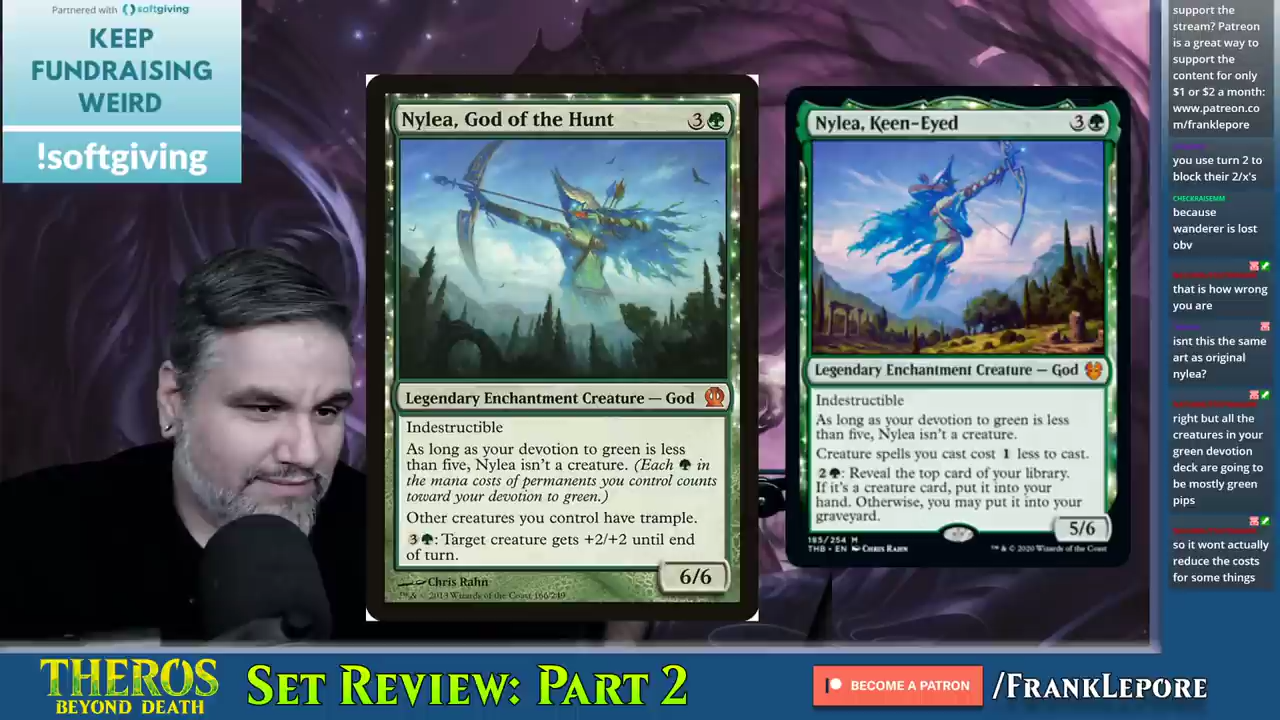 Partnered with softgiving
KEEP
FUNDRAISING
WEIRD
!softgiving
Nylea, God of the Hunt
3
Legendary Enchantment Creature — God
Indestructible
As long as your devotion to green is less
than five, Nylea isn't a creature. (Each in
the mana costs of permanents you control counts
toward your devotion to green.)
Other creatures you control have trample.
3 : Target creature gets +2/+2 until end
of turn.
6/6
Chris Rahn
™ & © 2013 Wizards of the Coast 166/249
Nylea, Keen-Eyed
3
Legendary Enchantment Creature — God
Indestructible
As long as your devotion to green is less
than five, Nylea isn't a creature.
Creature spells you cast cost 1 less to cast.
2 : Reveal the top card of your library.
If it's a creature card, put it into your
hand. Otherwise, you may put it into your
graveyard.
5/6
185/254 M
THB • EN Chris Rahn
™ & © 2020 Wizards of the Coast
support the
stream? Patreon
is a great way to
support the
content for only
$1 or $2 a month:
www.patreon.co
m/franklepore
you use turn 2 to
block their 2/x's
CHECKRAISEMM
because
wanderer is lost
obv
that is how wrong
you are
isnt this the same
art as original
nylea?
right but all the
creatures in your
green devotion
deck are going to
be mostly green
pips
so it wont actually
reduce the costs
for some things
THEROS
BEYOND DEATH
Set Review: Part 2
BECOME A PATRON
/FrankLepore